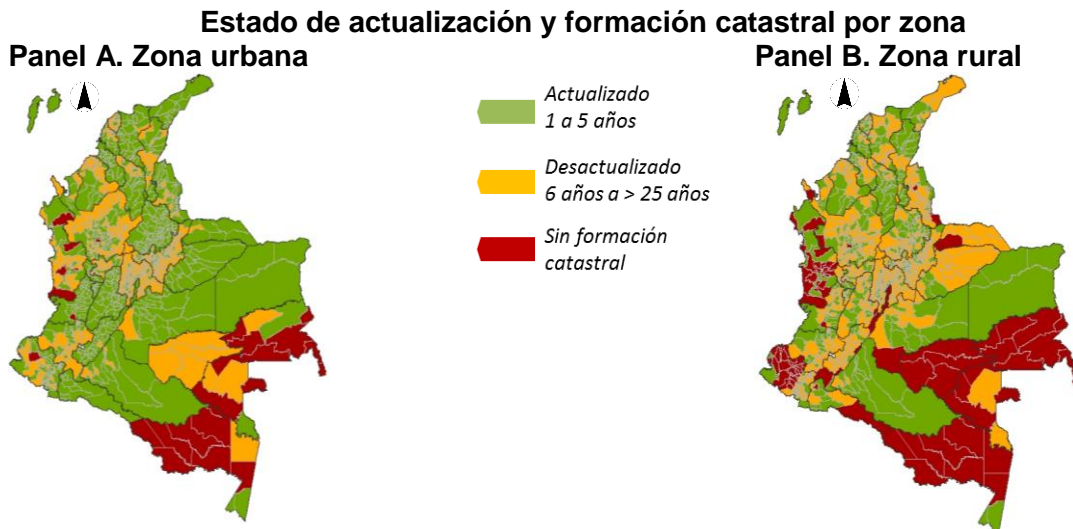 Estado de actualización y formación catastral por zona
Panel A. Zona urbana
Panel B. Zona rural
Actualizado
1 a 5 años
Desactualizado
6 años a > 25 años
Sin formación
catastral